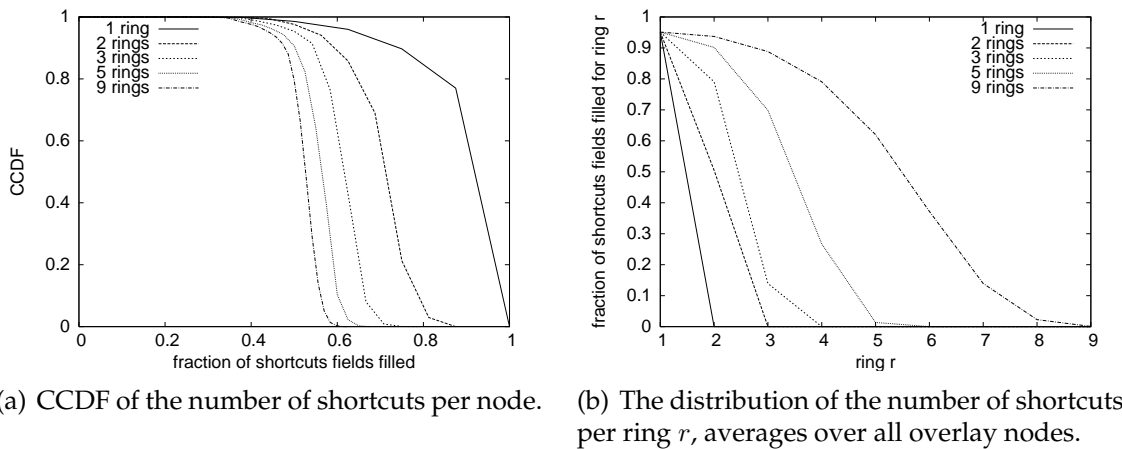 1 ring
2 rings
3 rings
5 rings
9 rings
CCDF
1
0.8
0.6
0.4
0.2
0
0 0.2 0.4 0.6 0.8 1
fraction of shortcuts fields filled
(a) CCDF of the number of shortcuts per node.
1 ring
2 rings
3 rings
5 rings
9 rings
fraction of shortcuts fields filled for ring r
1
0.9
0.8
0.7
0.6
0.5
0.4
0.3
0.2
0.1
0
1 2 3 4 5 6 7 8 9
ring r
(b) The distribution of the number of shortcuts
per ring r, averages over all overlay nodes.